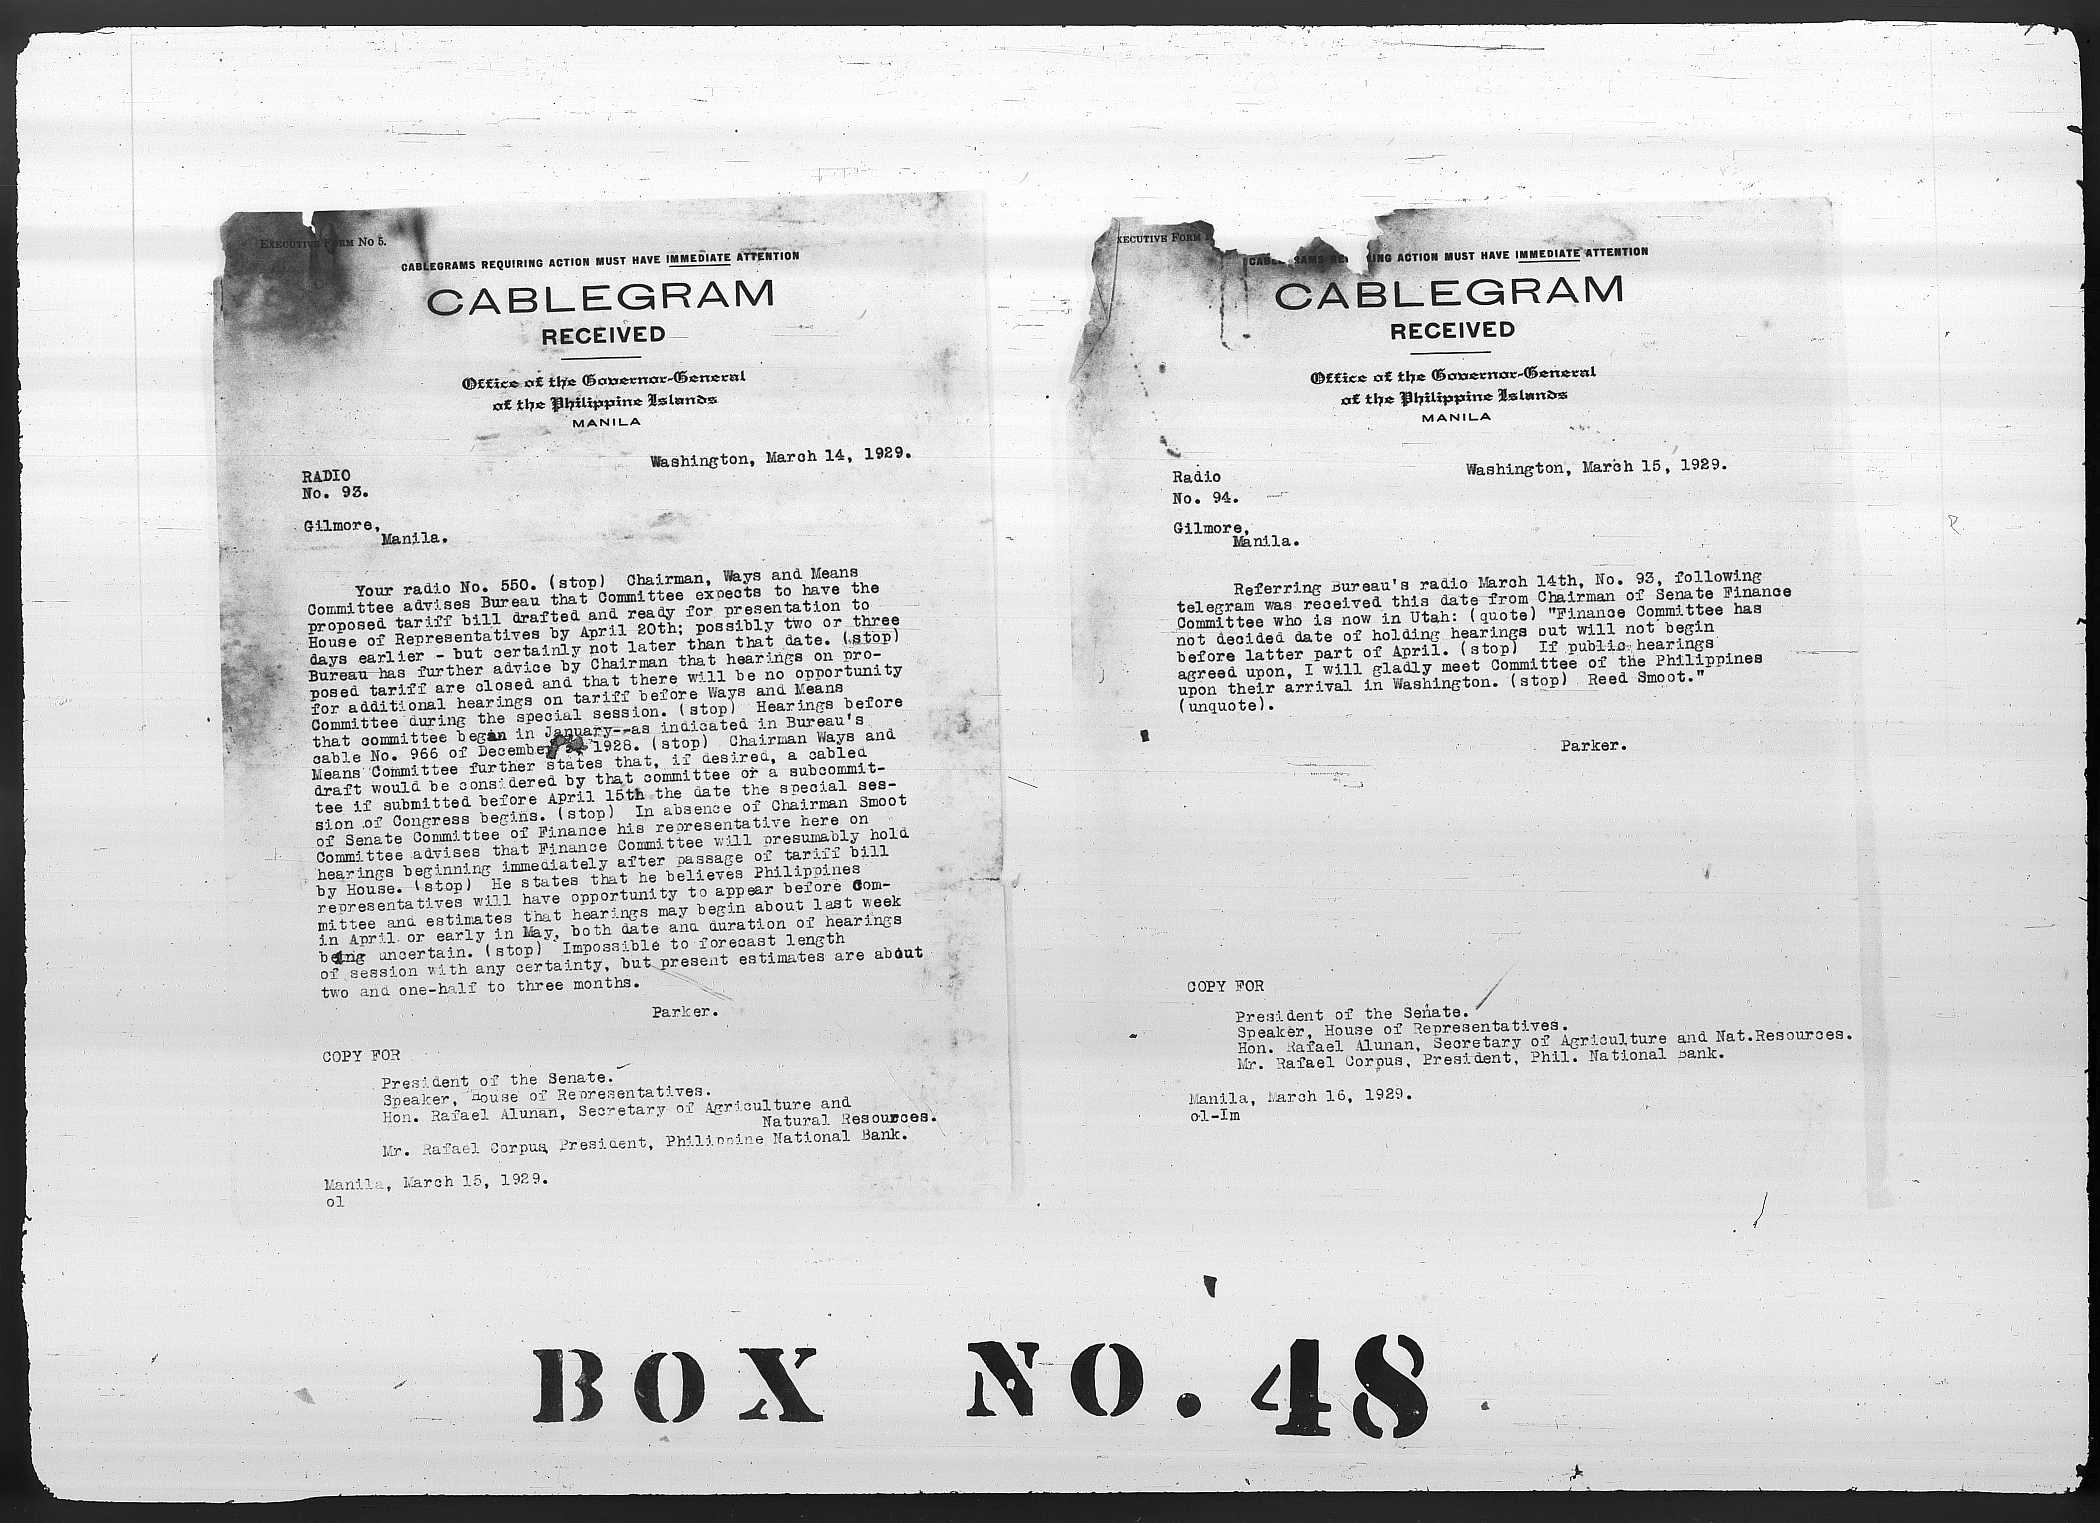 EXECUTIVE FORM No 5.
CABLEGRAMS REQUIRING ACTION MUST HAVE IMMEDIATE ATTENTION
CABLEGRAM
RECEIVED
Office of the Governor-General
of the Philippine Islands
MANILA
Washington, March 14, 1929.
RADIO
No. 93.
Gilmore,
Manila.
Your radio No. 550. (stop) Chairman, Ways and Means
Committee advises Bureau that Committee expects to have the
proposed tariff bill drafted and ready for presentation to
House of Representatives by April 20th; possibly two or three
days earlier - but certainly not later than that date. (stop)
Bureau has further advice by Chairman that hearings on pro-
posed tariff are closed and that there will be no opportunity
for additional hearings on tariff before Ways and Means
Committee during the special session. (stop) Hearings before
that committee began in January--as indicated in Bureau's
cable No. 966 of December 1928. (stop) Chairman Ways and
Means Committee further states that, if desired, a cabled
draft would be considered by that committee or a subcommit-
tee if submitted before April 15th the date the special ses-
sion of Congress begins. (stop) In absence of Chairman Smoot
of Senate Committee of Finance his representative here on
Committee advises that Finance Committee will presumably hold
hearings beginning immediately after passage of tariff bill
by House. (stop) He states that he believes Philippines
representatives will have opportunity to appear before Com-
mittee and estimates that hearings may begin about last week
in April or early in May, both date and duration of hearings
being uncertain. (stop) Impossible to forecast length
of session with any certainty, but present estimates are about
two and one-half to three months.
Parker.
COPY FOR
President of the Senate.
Speaker, House of Representatives.
Hon. Rafael Alunan, Secretary of Agriculture and
Natural Resources.
Mr. Rafael Corpus, President, Philippine National Bank.
Manila, March 15, 1929.
ol
XECUTIVE FORM
ING ACTION MUST HAVE IMMEDIATE ATTENTION
CABLEGRAM
RECEIVED
Office of the Governor-General
of the Philippine Islands
MANILA
Washington, March 15, 1929.
Radio
No. 94.
Gilmore,
Manila.
Referring Bureau's radio March 14th, No. 93, following
telegram was received this date from Chairman of Senate Finance
Committee who is now in Utah: (quote) "Finance Committee has
not decided date of holding hearings but will not begin
before latter part of April. (stop) If public hearings
agreed upon, I will gladly meet Committee of the Philippines
upon their arrival in Washington. (stop) Reed Smoot."
(unquote).
Parker.
COPY FOR
President of the Senate.
Speaker, House of Representatives.
Hon. Rafael Alunan, Secretary of Agriculture and Nat.Resources.
Mr. Rafael Corpus, President, Phil. National Bank.
Manila, March 16, 1929.
ol-Im
BOX NO. 48